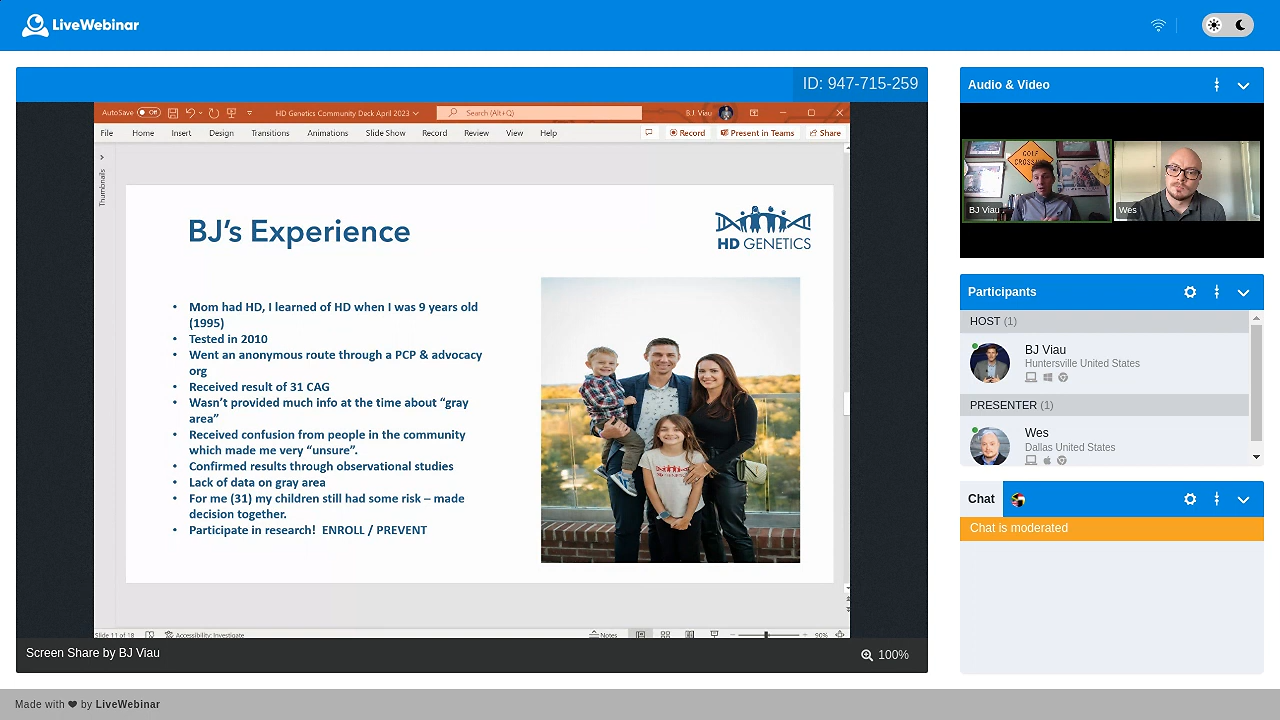 LiveWebinar
ID: 947-715-259
AutoSave Off
HD Genetics Community Deck April 2023
Search (Alt+Q)
BJ Viau
File Home Insert Design Transitions Animations Slide Show Record Review View Help
Record Present in Teams Share
Thumbnails
BJ's Experience
HD GENETICS
• Mom had HD, I learned of HD when I was 9 years old
(1995)
• Tested in 2010
• Went an anonymous route through a PCP & advocacy
org
• Received result of 31 CAG
• Wasn't provided much info at the time about "gray
area"
• Received confusion from people in the community
which made me very "unsure".
• Confirmed results through observational studies
• Lack of data on gray area
• For me (31) my children still had some risk – made
decision together.
• Participate in research! ENROLL / PREVENT
Slide 11 of 18 Accessibility: Investigate Notes 90%
Screen Share by BJ Viau
100%
Audio & Video
GOLF
CROSSING
BJ Viau
Wes
Participants
HOST (1)
BJ Viau
Huntersville United States
PRESENTER (1)
Wes
Dallas United States
Chat
Chat is moderated
Made with ❤ by LiveWebinar